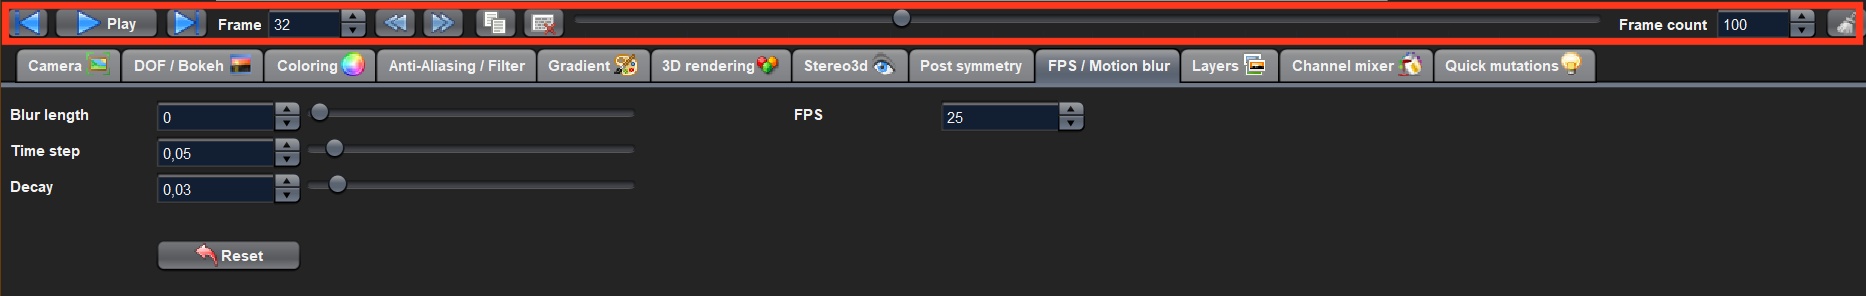 Play Frame 32 Frame count 100
Camera DOF / Bokeh Coloring Anti-Aliasing / Filter Gradient 3D rendering Stereo3d Post symmetry FPS / Motion blur Layers Channel mixer Quick mutations
Blur length 0 FPS 25
Time step 0,05
Decay 0,03
Reset